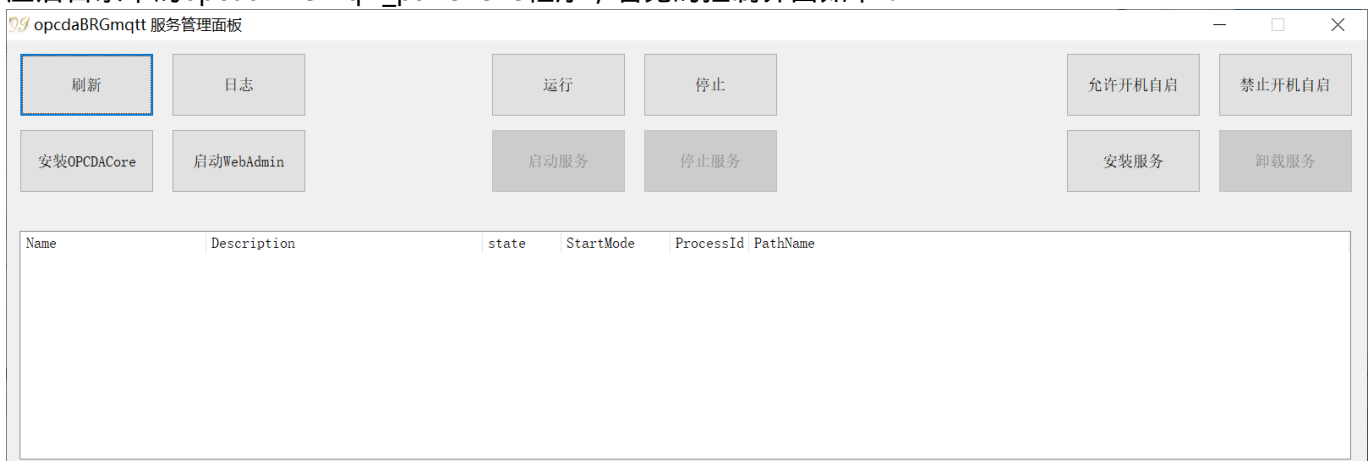 opcdaBRGmqtt 服务管理面板
刷新 日志 运行 停止 允许开机自启 禁止开机自启
安装OPCDACore 启动WebAdmin 启动服务 停止服务 安装服务 卸载服务
Name Description state StartMode ProcessId PathName